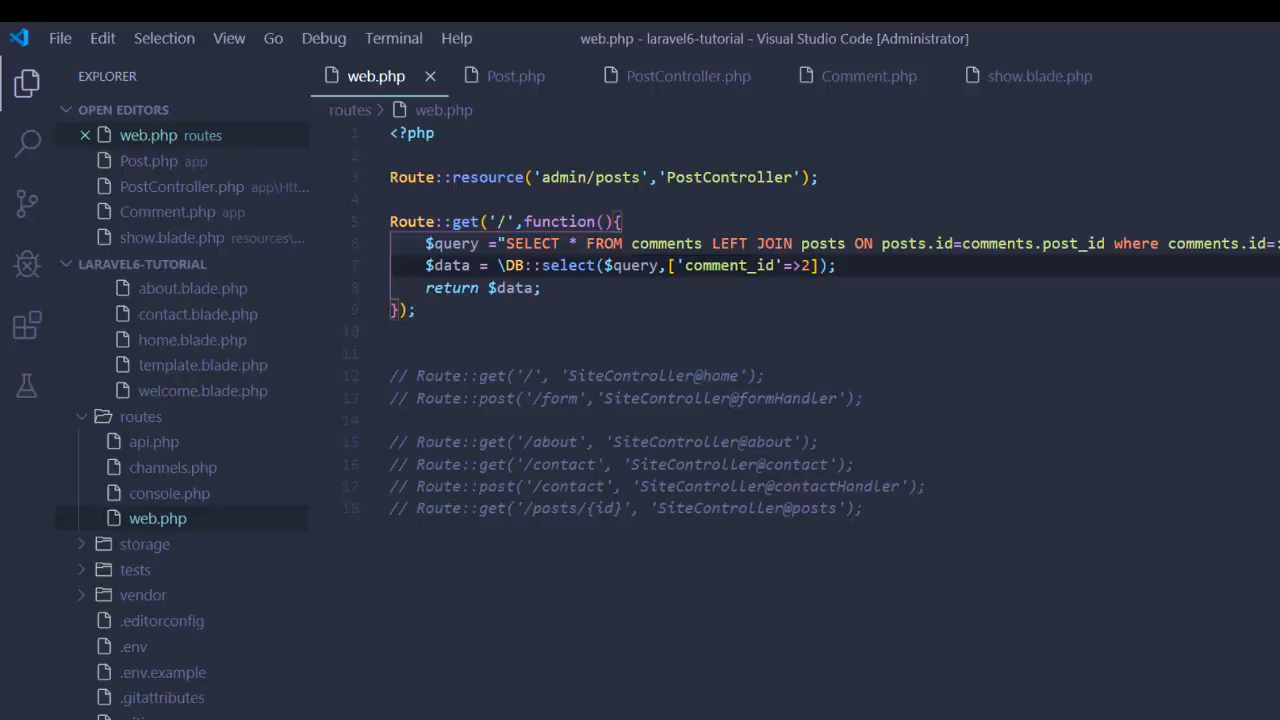 File Edit Selection View Go Debug Terminal Help web.php - laravel6-tutorial - Visual Studio Code [Administrator]
EXPLORER
OPEN EDITORS
web.php routes
Post.php app
PostController.php app\Htt...
Comment.php app
show.blade.php resources\...
LARAVEL6-TUTORIAL
about.blade.php
contact.blade.php
home.blade.php
template.blade.php
welcome.blade.php
routes
api.php
channels.php
console.php
web.php
storage
tests
vendor
.editorconfig
.env
.env.example
.gitattributes
web.php Post.php PostController.php Comment.php show.blade.php
routes > web.php
1 <?php
2
3 Route::resource('admin/posts','PostController');
4
5 Route::get('/',function(){
6 $query ="SELECT * FROM comments LEFT JOIN posts ON posts.id=comments.post_id where comments.id=:
7 $data = \DB::select($query,['comment_id'=>2]);
8 return $data;
9 });
10
11
12 // Route::get('/', 'SiteController@home');
13 // Route::post('/form','SiteController@formHandler');
14
15 // Route::get('/about', 'SiteController@about');
16 // Route::get('/contact', 'SiteController@contact');
17 // Route::post('/contact', 'SiteController@contactHandler');
18 // Route::get('/posts/{id}', 'SiteController@posts');